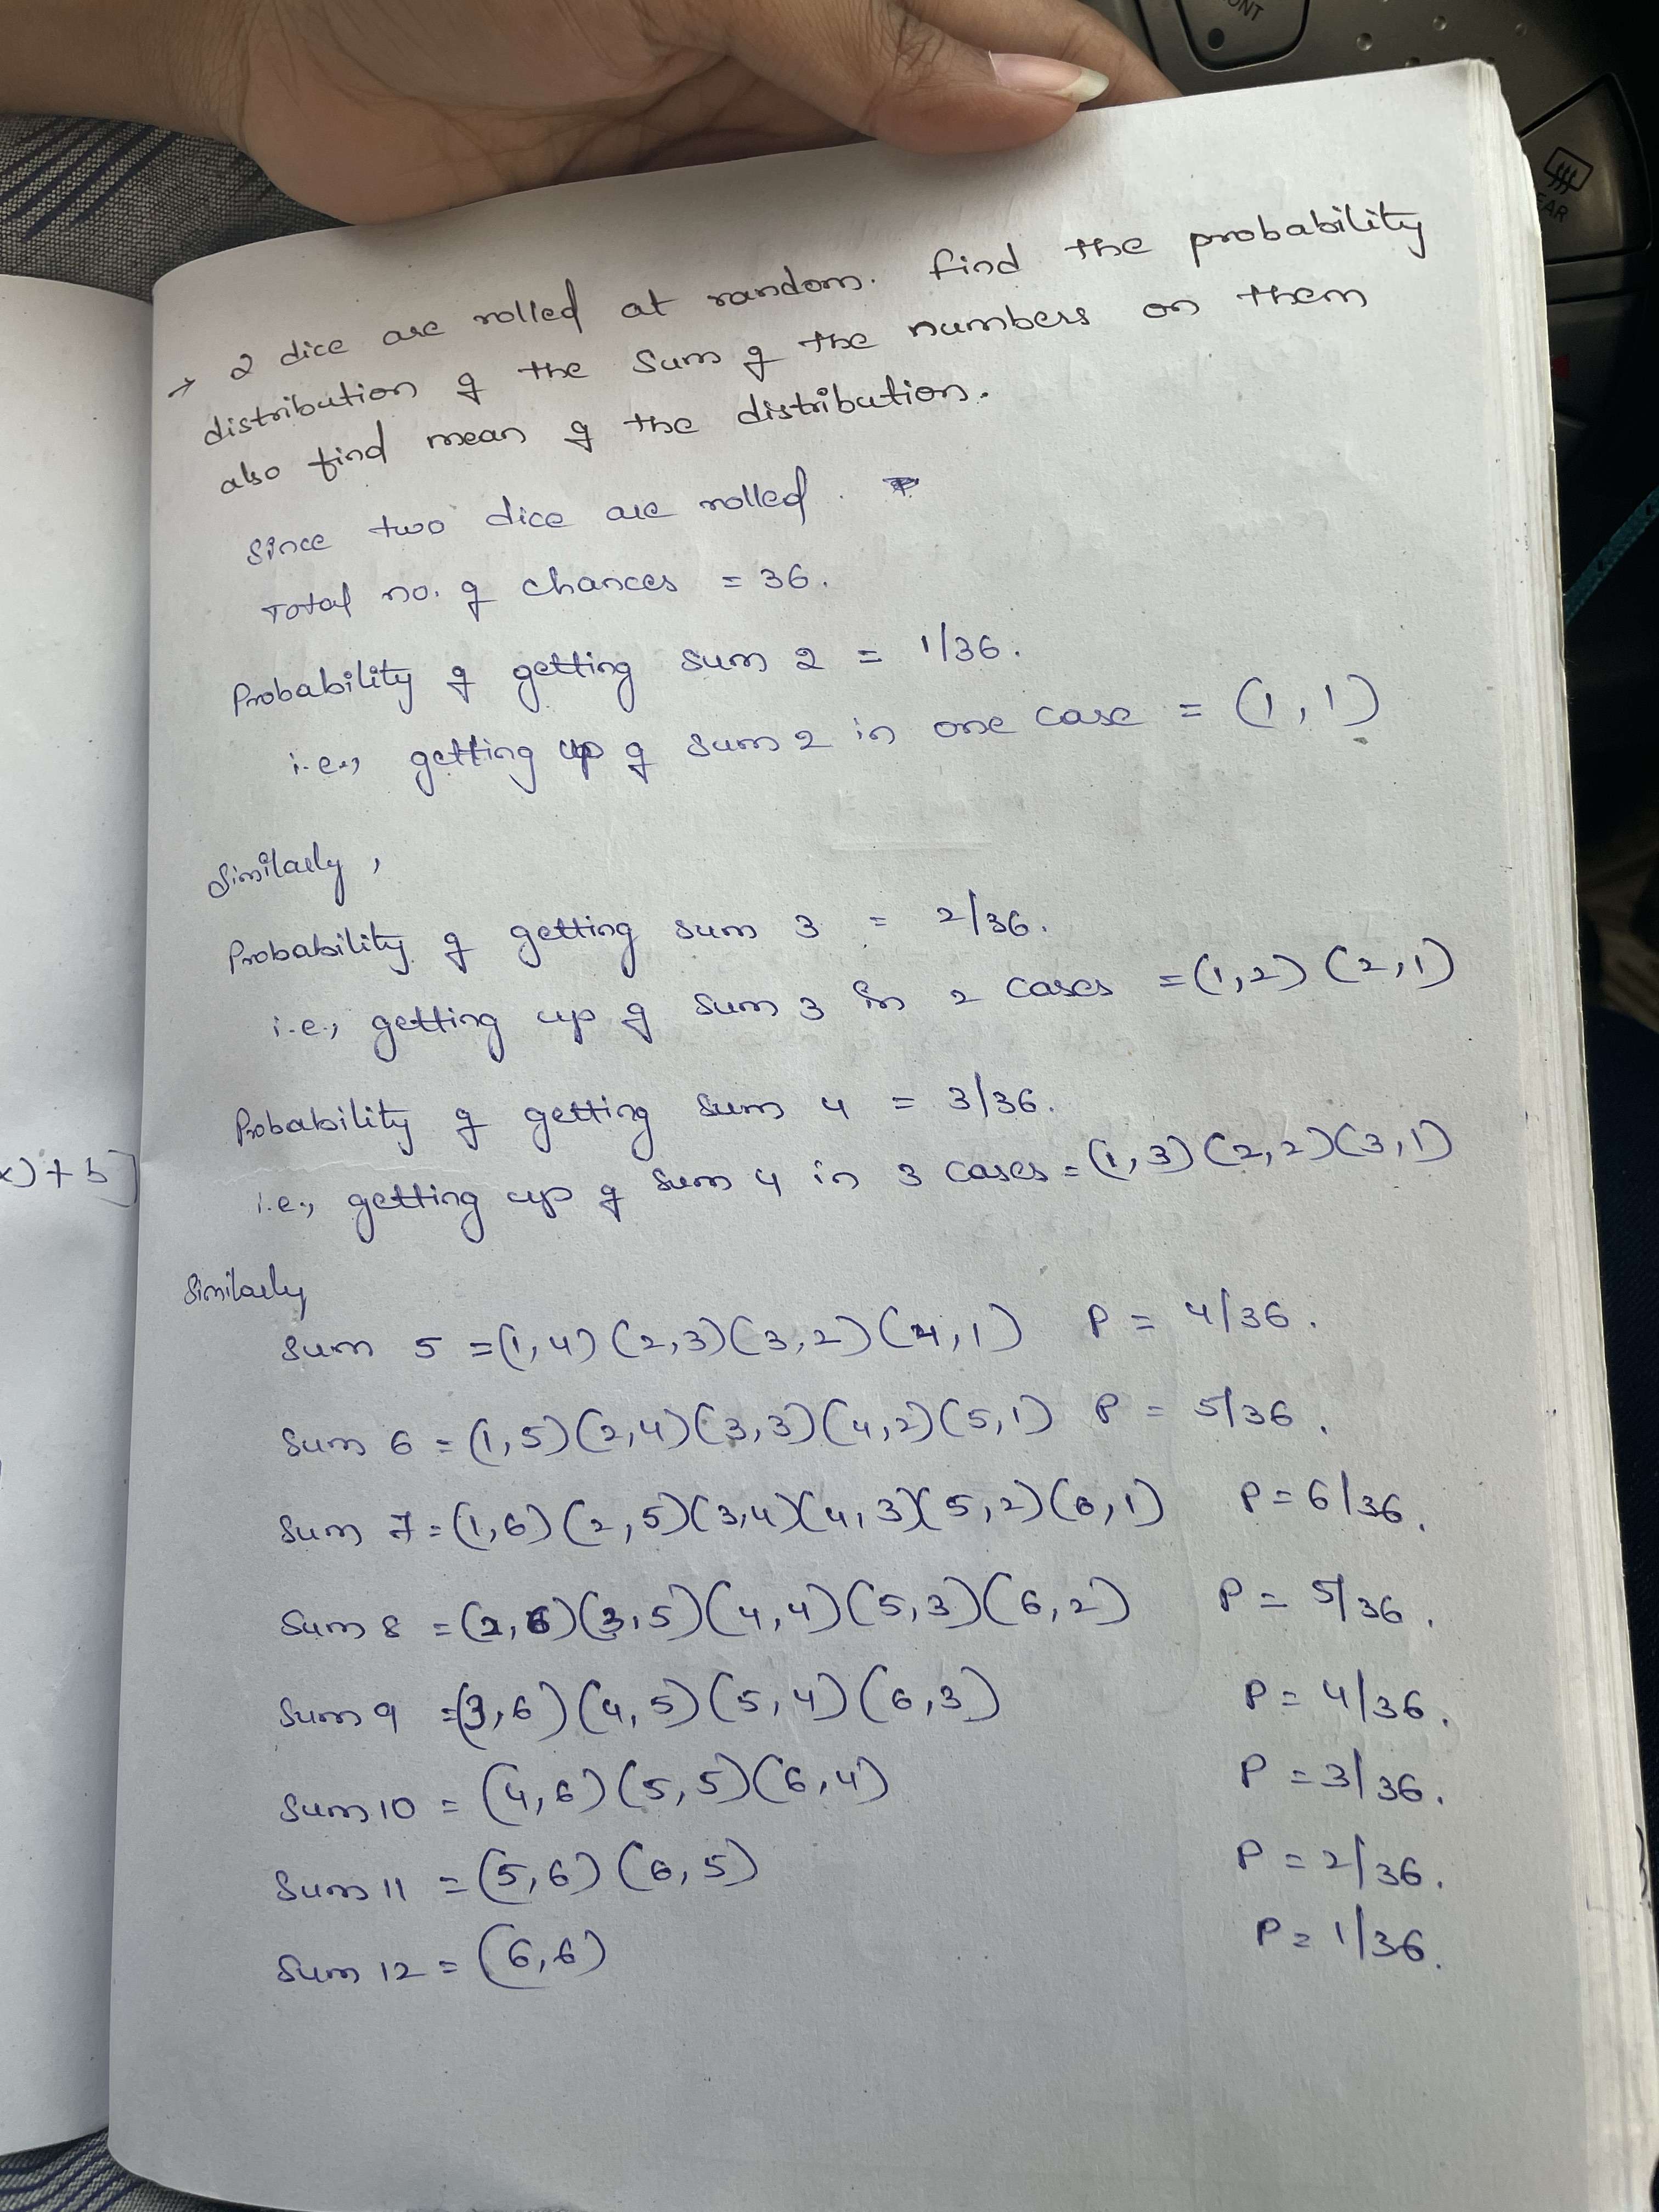 ONT
EAR
→ 2 dice are rolled at random. find the probability
distribution of the sum of the numbers on them
also find mean of the distribution.
Since two dice are rolled.
Total no. of chances = 36.
Probability of getting sum 2 = 1/36.
i.e., getting up of sum 2 in one case = (1,1)
Similarly,
Probability of getting sum 3 = 2/36.
i.e., getting up of sum 3 in 2 cases = (1,2) (2,1)
Probability of getting sum 4 = 3/36.
i.e., getting up of sum 4 in 3 cases = (1,3) (2,2) (3,1)
x) + b]
Similarly
Sum 5 = (1,4) (2,3) (3,2) (4,1) P = 4/36.
Sum 6 = (1,5) (2,4) (3,3) (4,2) (5,1) P = 5/36.
Sum 7 = (1,6) (2,5) (3,4) (4,3) (5,2) (6,1) P = 6/36.
Sum 8 = (2,6) (3,5) (4,4) (5,3) (6,2) P = 5/36.
Sum 9 = (3,6) (4,5) (5,4) (6,3) P = 4/36.
Sum 10 = (4,6) (5,5) (6,4) P = 3/36.
Sum 11 = (5,6) (6,5) P = 2/36.
Sum 12 = (6,6) P = 1/36.